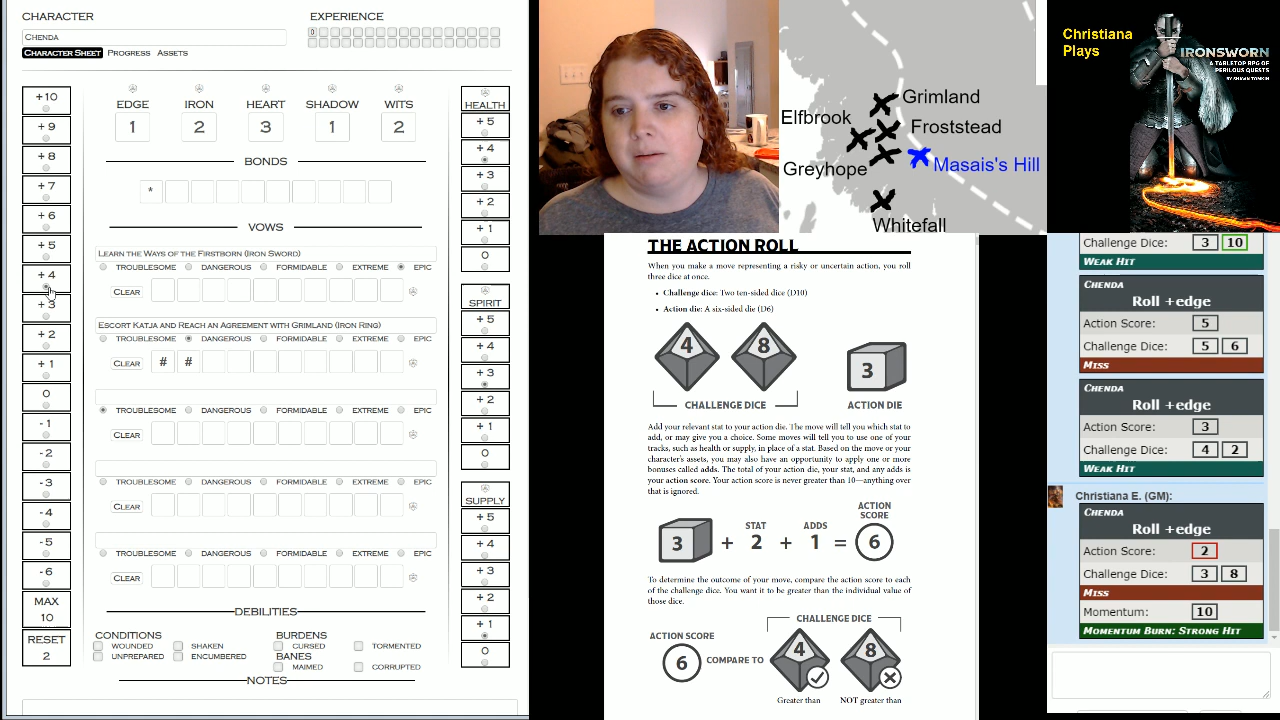 CHARACTER
CHENDA
CHARACTER SHEET PROGRESS ASSETS
EXPERIENCE
0
+10
+9
+8
+7
+6
+5
+4
+3
+2
+1
0
-1
-2
-3
-4
-5
-6
MAX
10
RESET
2
EDGE IRON HEART SHADOW WITS
1 2 3 1 2
BONDS
*
VOWS
LEARN THE WAYS OF THE FIRSTBORN (IRON SWORD)
TROUBLESOME DANGEROUS FORMIDABLE EXTREME EPIC
CLEAR
ESCORT KATJA AND REACH AN AGREEMENT WITH GRIMLAND (IRON RING)
TROUBLESOME DANGEROUS FORMIDABLE EXTREME EPIC
CLEAR # #
TROUBLESOME DANGEROUS FORMIDABLE EXTREME EPIC
CLEAR
TROUBLESOME DANGEROUS FORMIDABLE EXTREME EPIC
CLEAR
TROUBLESOME DANGEROUS FORMIDABLE EXTREME EPIC
CLEAR
DEBILITIES
CONDITIONS
WOUNDED SHAKEN
UNPREPARED ENCUMBERED
BURDENS
CURSED TORMENTED
BANES
MAIMED CORRUPTED
NOTES
HEALTH
+5
+4
+3
+2
+1
0
SPIRIT
+5
+4
+3
+2
+1
0
SUPPLY
+5
+4
+3
+2
+1
0
Grimland
Elfbrook
Froststead
Greyhope
Masais's Hill
Whitefall
Christiana
Plays
IRONSWORN
A TABLETOP RPG OF
PERILOUS QUESTS
BY SHAWN TOMKIN
THE ACTION ROLL
When you make a move representing a risky or uncertain action, you roll
three dice at once.
• Challenge dice: Two ten-sided dice (D10)
• Action die: A six-sided die (D6)
4 8 3
CHALLENGE DICE ACTION DIE
Add your relevant stat to your action die. The move will tell you which stat to
add, or may give you a choice. Some moves will tell you to use one of your
tracks, such as health or supply, in place of a stat. Based on the move or your
character's assets, you may also have an opportunity to apply one or more
bonuses called adds. The total of your action die, your stat, and any adds is
your action score. Your action score is never greater than 10—anything over
that is ignored.
ACTION
SCORE
STAT ADDS
3 + 2 + 1 = 6
To determine the outcome of your move, compare the action score to each
of the challenge dice. You want it to be greater than the individual value of
those dice.
CHALLENGE DICE
ACTION SCORE
6 COMPARE TO 4 8
Greater than NOT greater than
Challenge Dice: 3 10
WEAK HIT
CHENDA
Roll +edge
Action Score: 5
Challenge Dice: 5 6
MISS
CHENDA
Roll +edge
Action Score: 3
Challenge Dice: 4 2
WEAK HIT
Christiana E. (GM):
CHENDA
Roll +edge
Action Score: 2
Challenge Dice: 3 8
MISS
Momentum: 10
MOMENTUM BURN: STRONG HIT